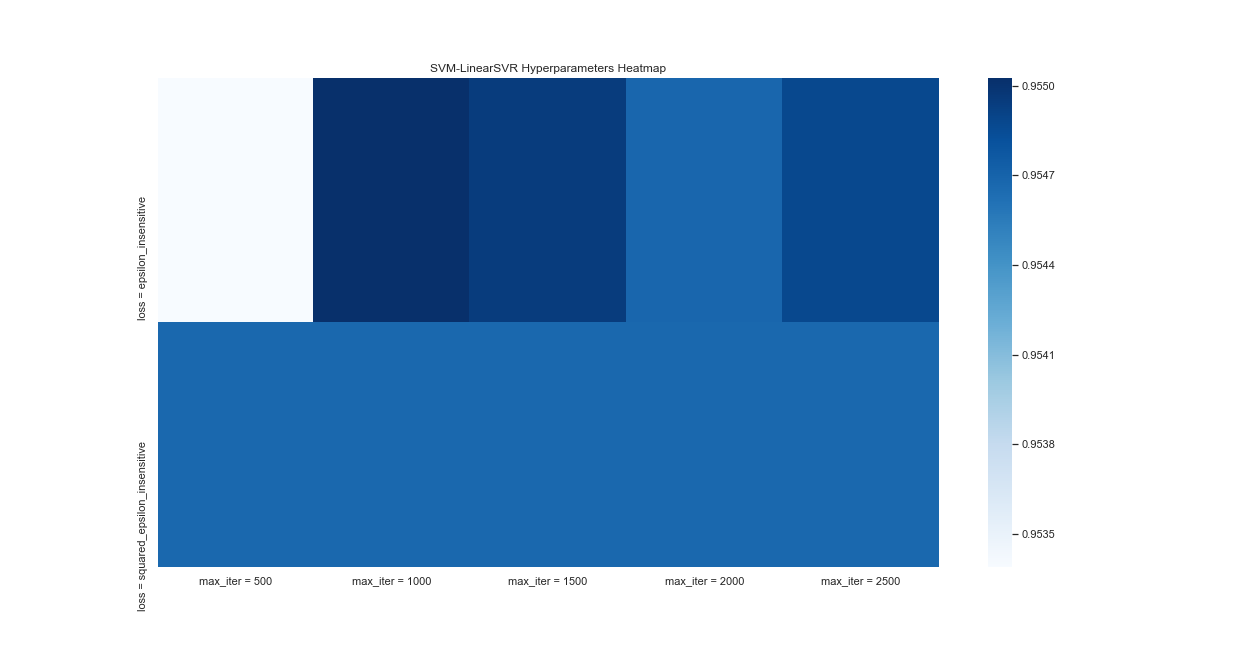 SVM-LinearSVR Hyperparameters Heatmap
loss = epsilon_insensitive
loss = squared_epsilon_insensitive
max_iter = 500
max_iter = 1000
max_iter = 1500
max_iter = 2000
max_iter = 2500
0.9550
0.9547
0.9544
0.9541
0.9538
0.9535